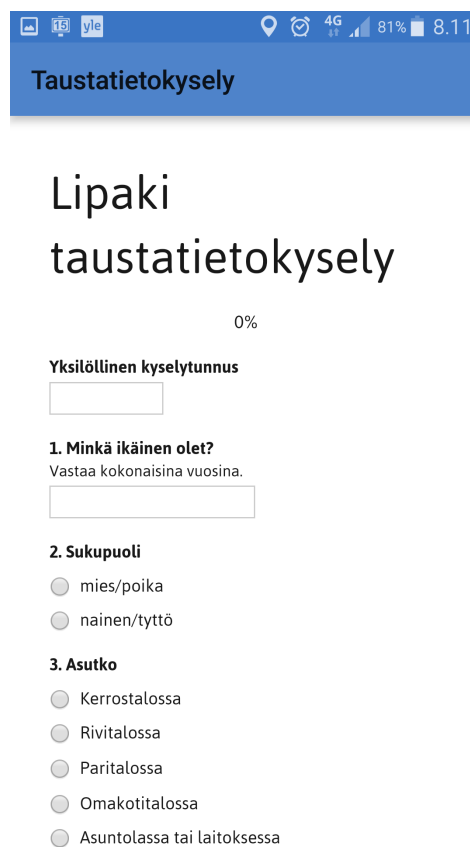 15 yle 4G 81% 8.11
Taustatietokysely
Lipaki
taustatietokysely
0%
Yksilöllinen kyselytunnus
1. Minkä ikäinen olet?
Vastaa kokonaisina vuosina.
2. Sukupuoli
mies/poika
nainen/tyttö
3. Asutko
Kerrostalossa
Rivitalossa
Paritalossa
Omakotitalossa
Asuntolassa tai laitoksessa